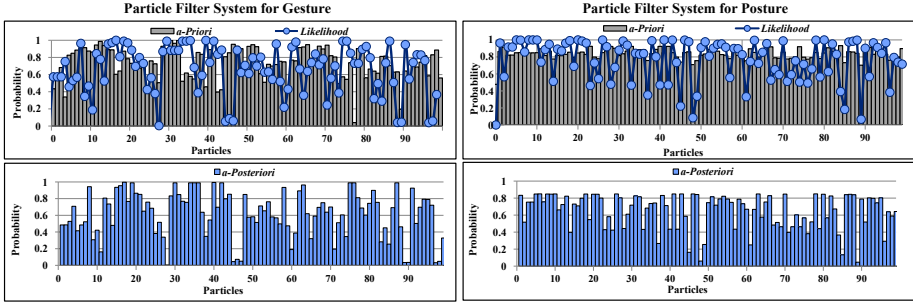 Particle Filter System for Gesture
a-Priori Likelihood
Probability
1
0.8
0.6
0.4
0.2
0
0 10 20 30 40 50 60 70 80 90
Particles
a-Posteriori
Probability
1
0.8
0.6
0.4
0.2
0
0 10 20 30 40 50 60 70 80 90
Particles
Particle Filter System for Posture
a-Priori Likelihood
Probability
1
0.8
0.6
0.4
0.2
0
0 10 20 30 40 50 60 70 80 90
Particles
a-Posteriori
Probability
1
0.8
0.6
0.4
0.2
0
0 10 20 30 40 50 60 70 80 90
Particles